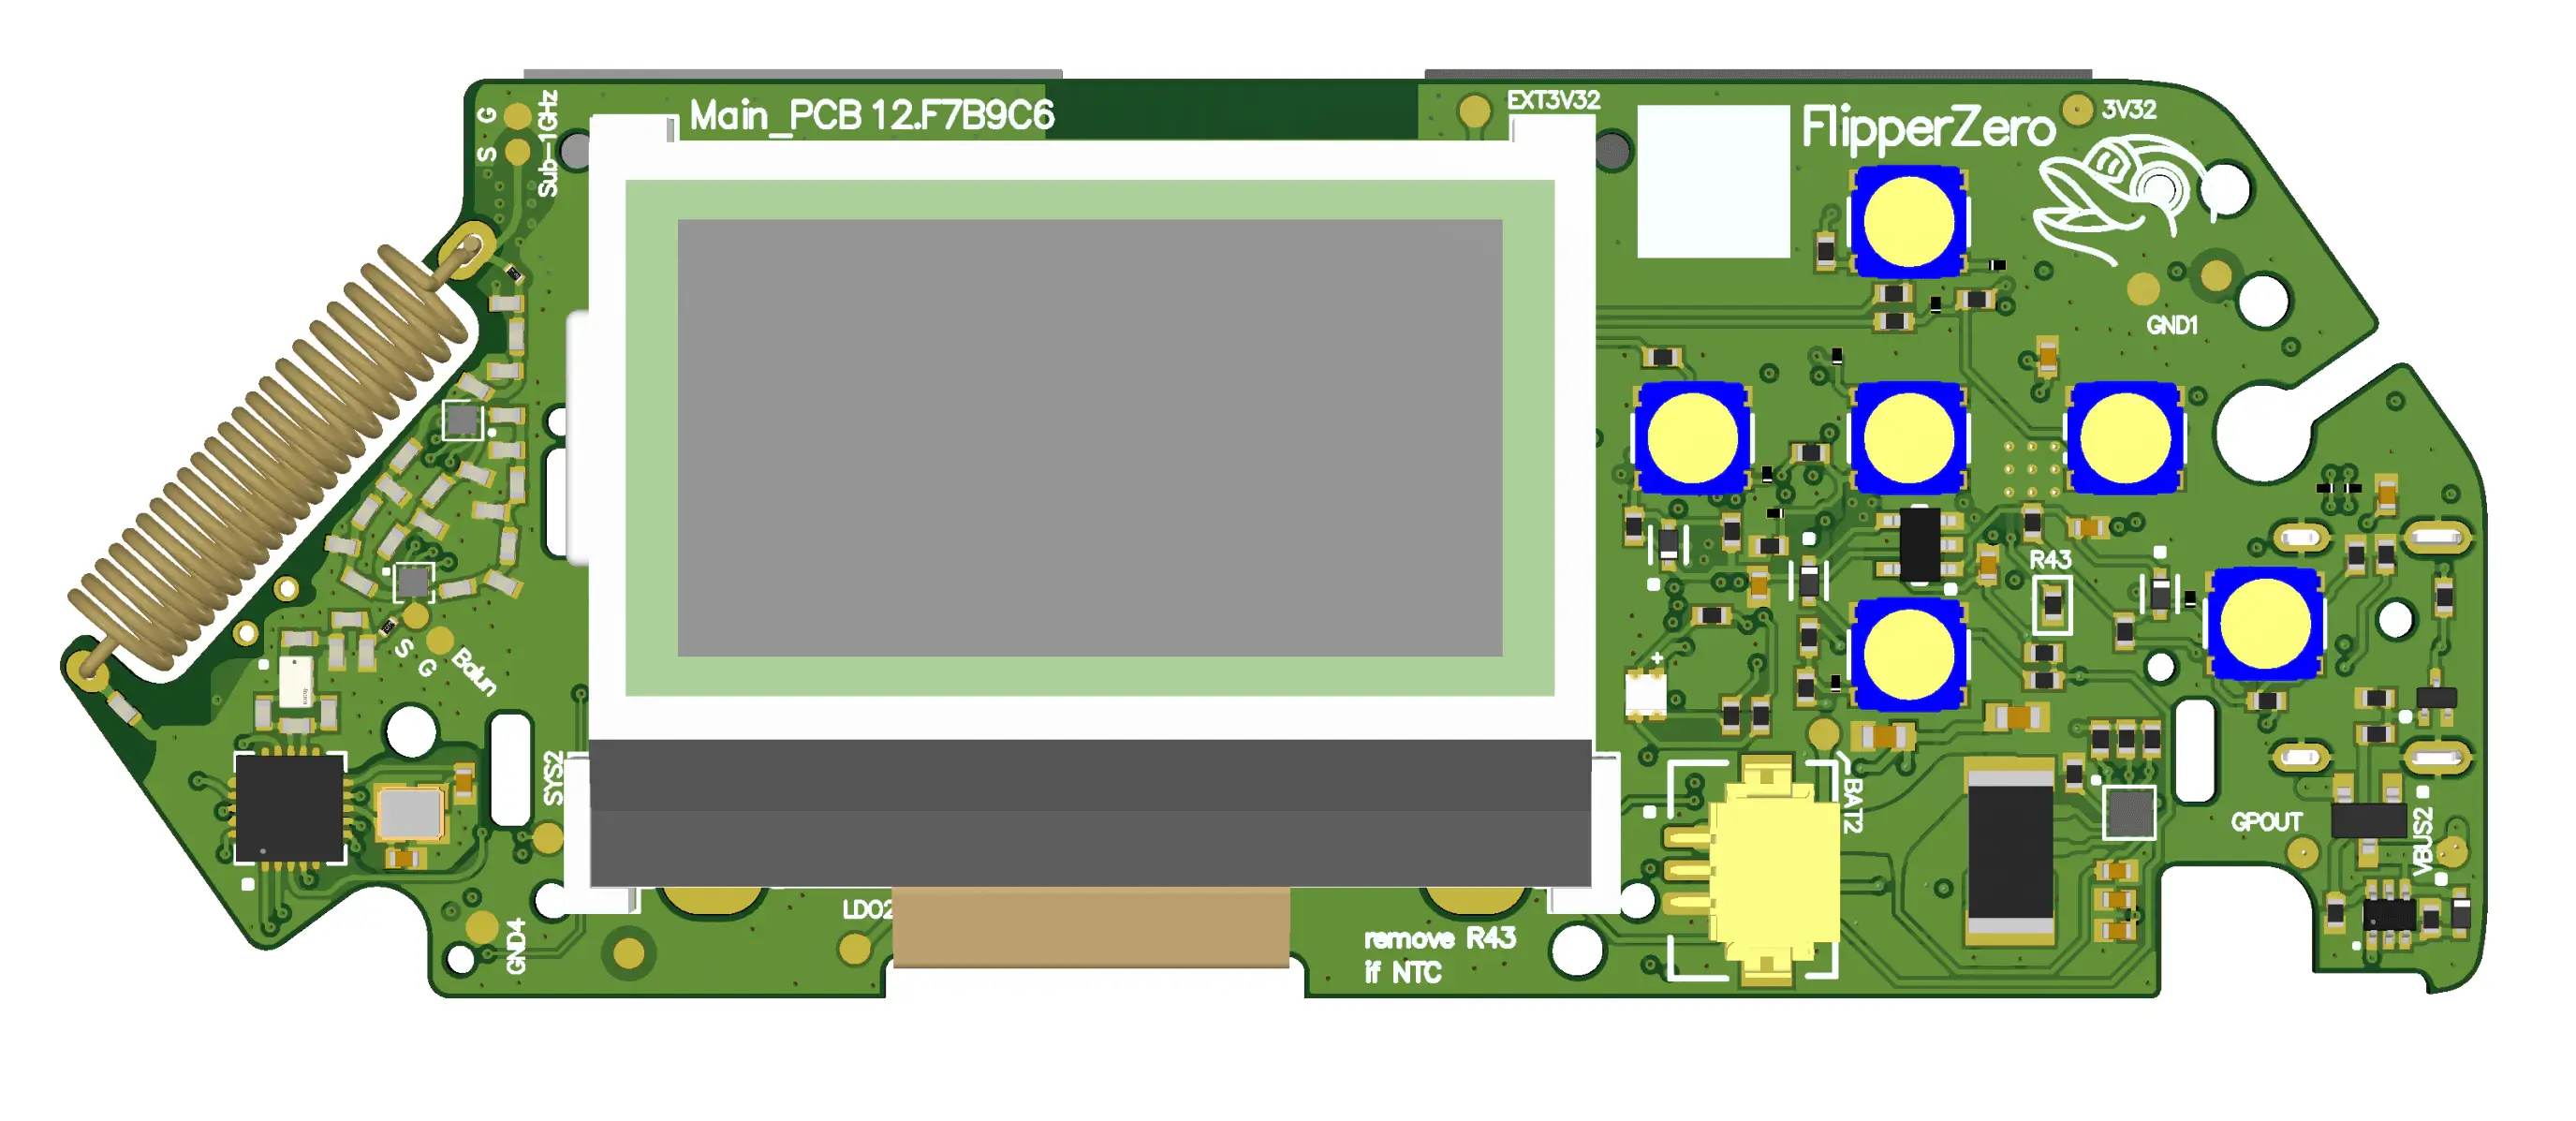 Main_PCB 12.F7B9C6
EXT3V32
FlipperZero
3V32
G
S
Sub-1GHz
GND1
R43
S G
Balun
+
SYS2
BAT2
GPOUT
VBUS2
LDO2
GND4
remove R43
if NTC